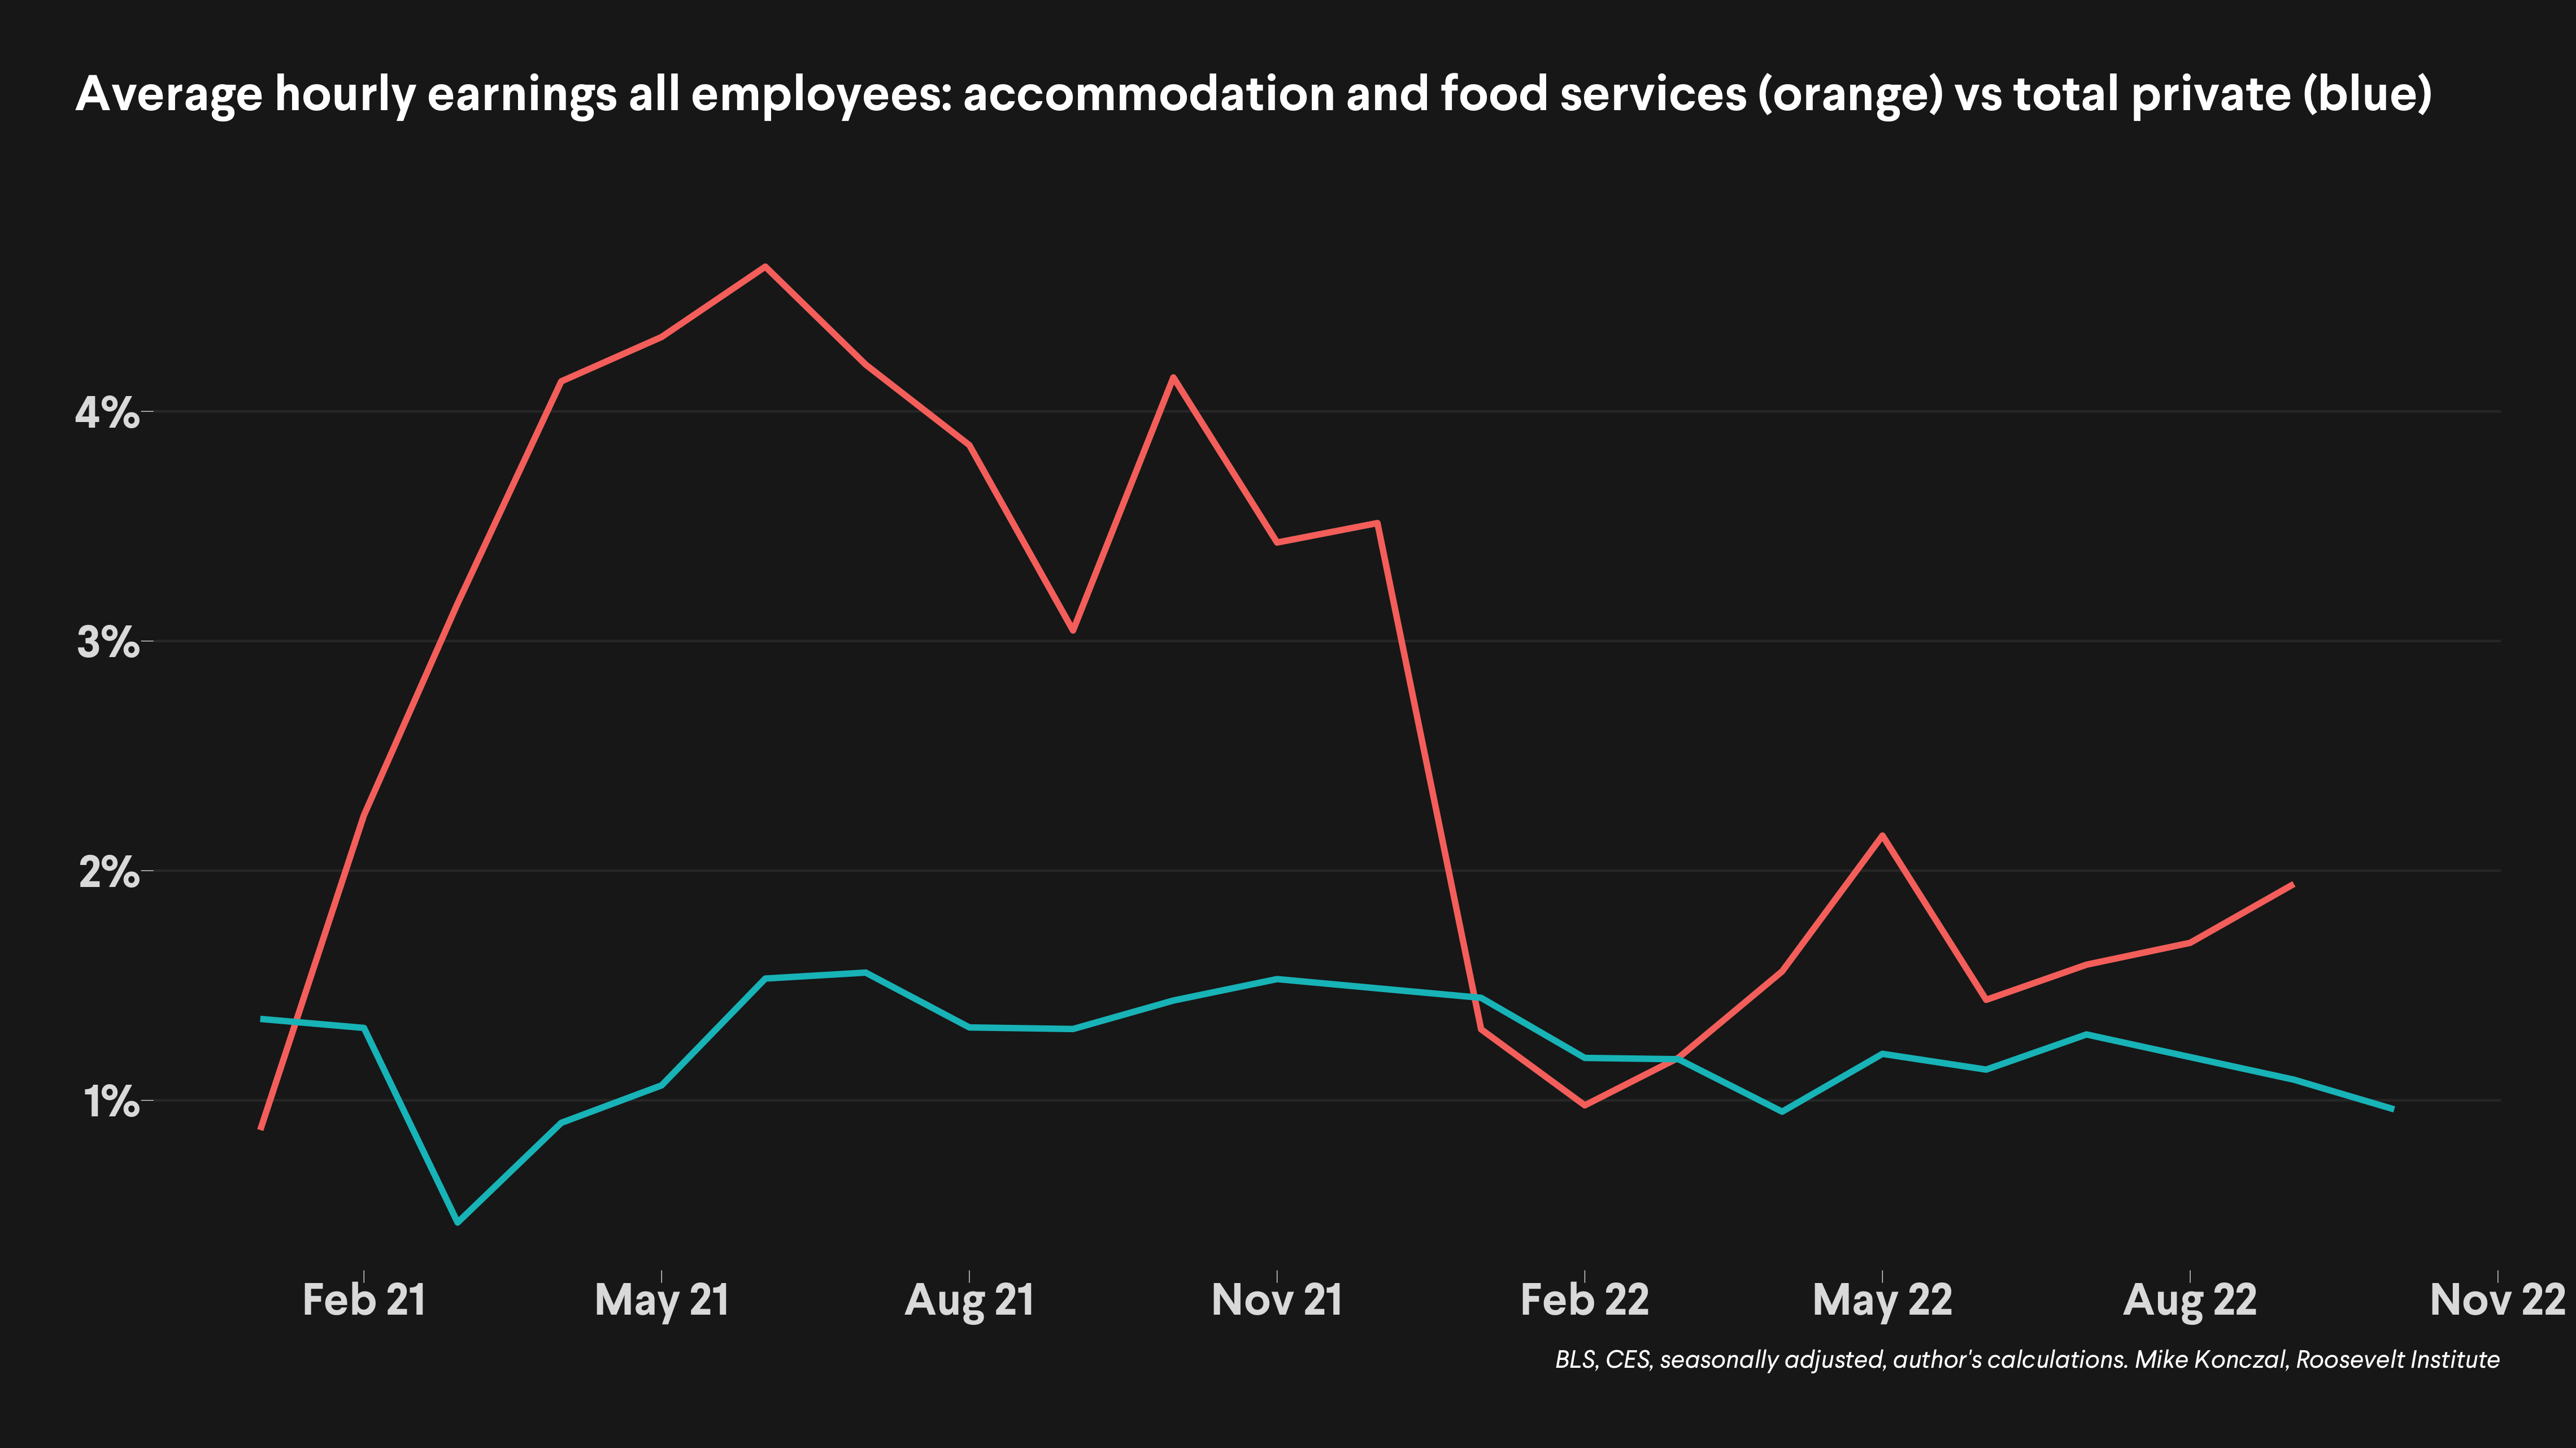 Average hourly earnings all employees: accommodation and food services (orange) vs total private (blue)
4%
3%
2%
1%
Feb 21 May 21 Aug 21 Nov 21 Feb 22 May 22 Aug 22 Nov 22
BLS, CES, seasonally adjusted, author's calculations. Mike Konczal, Roosevelt Institute